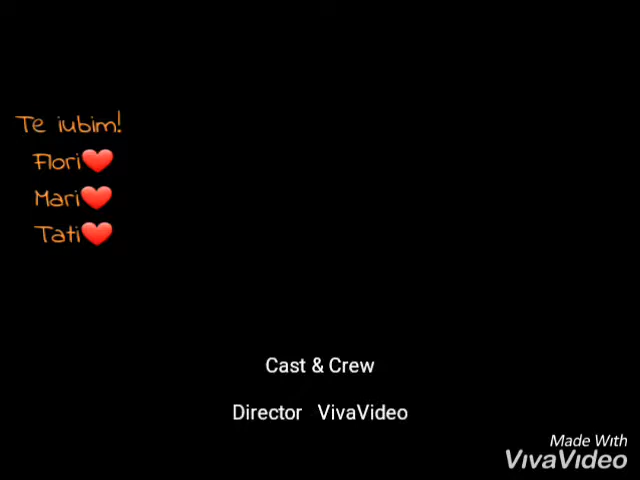 Te iubim!
Flori❤️
Mari❤️
Tati❤️
Cast & Crew
Director VivaVideo
Made With
VivaVideo